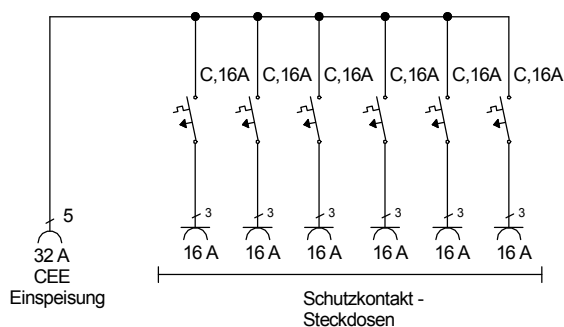 C,16A C,16A C,16A C,16A C,16A C,16A
5 3 3 3 3 3 3
32 A 16 A 16 A 16 A 16 A 16 A 16 A
CEE
Einspeisung
Schutzkontakt -
Steckdosen